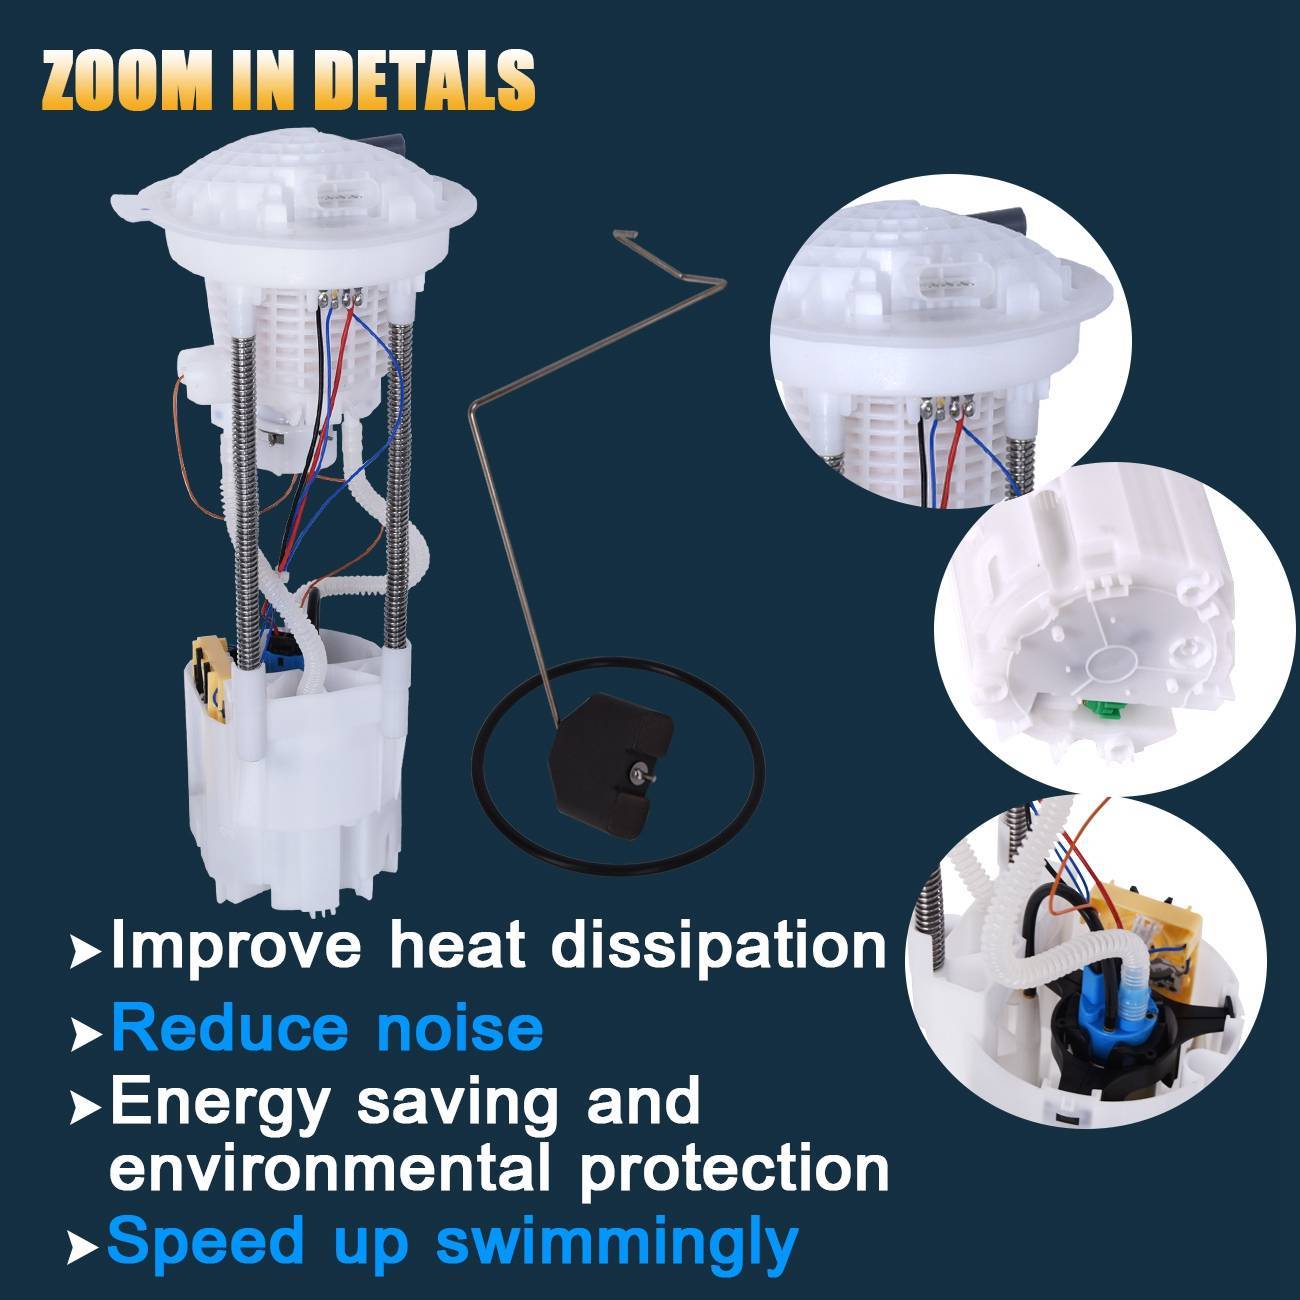 ZOOM IN DETALS
➤Improve heat dissipation
➤Reduce noise
➤Energy saving and
environmental protection
➤Speed up swimmingly